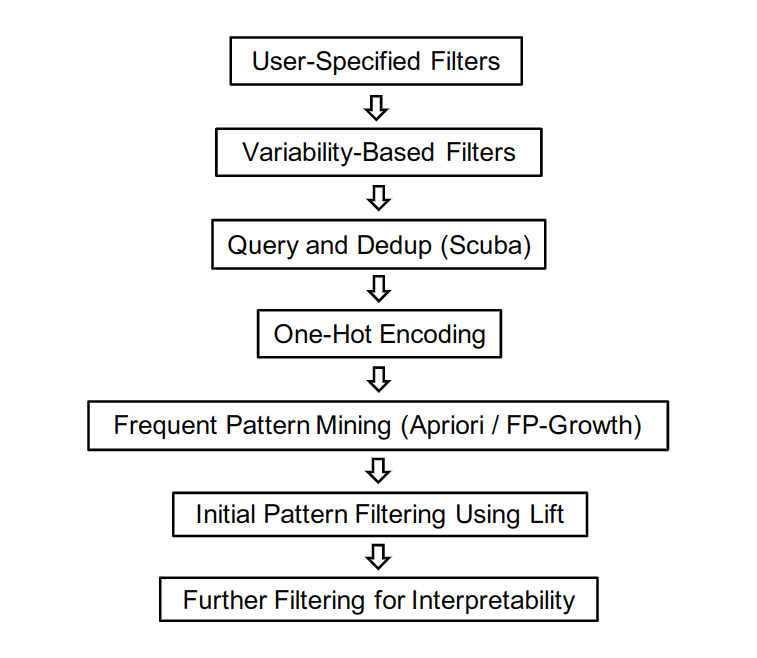 User-Specified Filters
Variability-Based Filters
Query and Dedup (Scuba)
One-Hot Encoding
Frequent Pattern Mining (Apriori / FP-Growth)
Initial Pattern Filtering Using Lift
Further Filtering for Interpretability